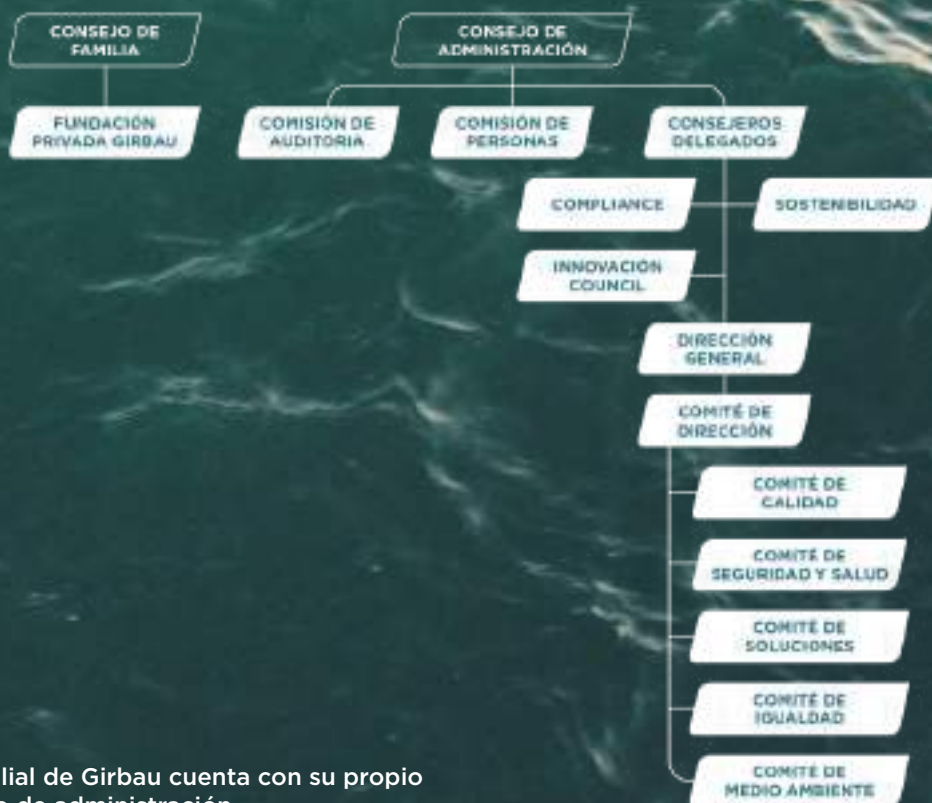 CONSEJO DE
FAMILIA
CONSEJO DE
ADMINISTRACIÓN
FUNDACIÓN
PRIVADA GIRBAU
COMISIÓN DE
AUDITORIA
COMISIÓN DE
PERSONAS
CONSEJEROS
DELEGADOS
COMPLIANCE
SOSTENIBILIDAD
INNOVACIÓN
COUNCIL
DIRECCIÓN
GENERAL
COMITÉ DE
DIRECCIÓN
COMITÉ DE
CALIDAD
COMITÉ DE
SEGURIDAD Y SALUD
COMITÉ DE
SOLUCIONES
COMITÉ DE
IGUALDAD
COMITÉ DE
MEDIO AMBIENTE
de Girbau cuenta con su propio
de administración